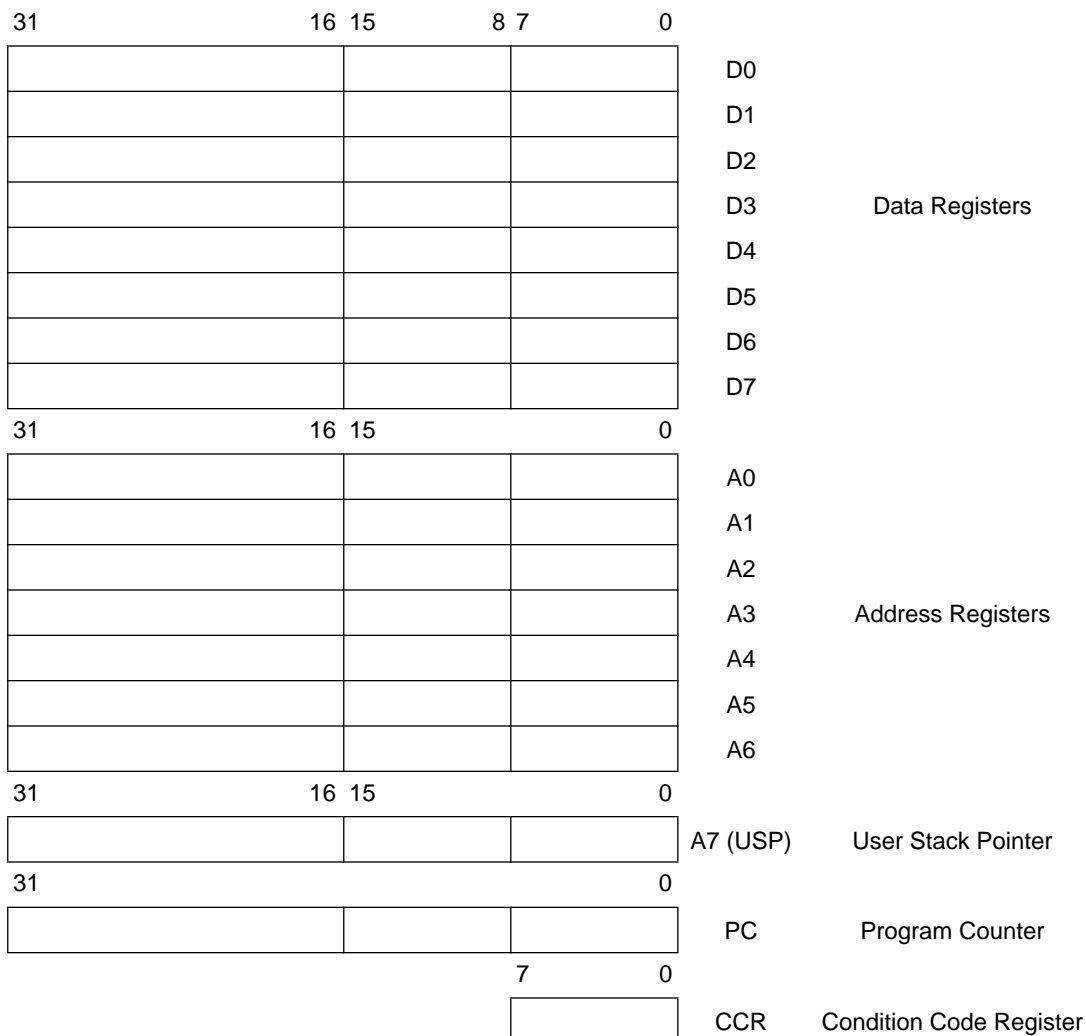 31 16 15 8 7 0
D0
D1
D2
D3 Data Registers
D4
D5
D6
D7
31 16 15 0
A0
A1
A2
A3 Address Registers
A4
A5
A6
31 16 15 0
A7 (USP) User Stack Pointer
31 0
PC Program Counter
7 0
CCR Condition Code Register